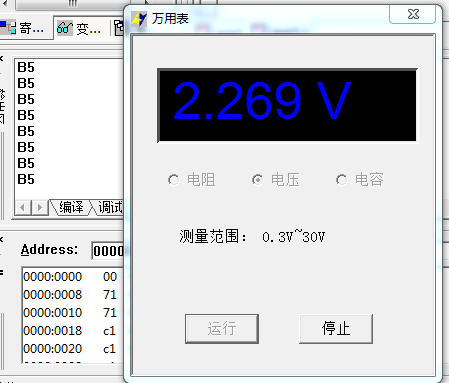 万用表
寄...
变...
B5
B5
B5
B5
B5
B5
B5
B5
2.269 V
电阻
电压
电容
测量范围： 0.3V~30V
编译
调试
Address:
0000
0000:0000 00
0000:0008 71
0000:0010 71
0000:0018 c1
0000:0020 c1
运行
停止